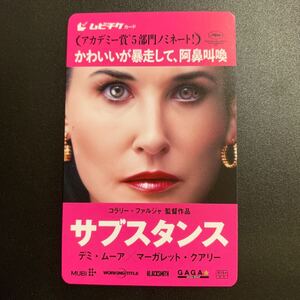 ムビチケカード
《アカデミー賞®5部門ノミネート!》
かわいいが暴走して、阿鼻叫喚
コラリー・ファルジャ 監督作品
サブスタンス
デミ・ムーア／マーガレット・クアリー
MUBI WORKING TITLE BLACKSMITH GAGA★